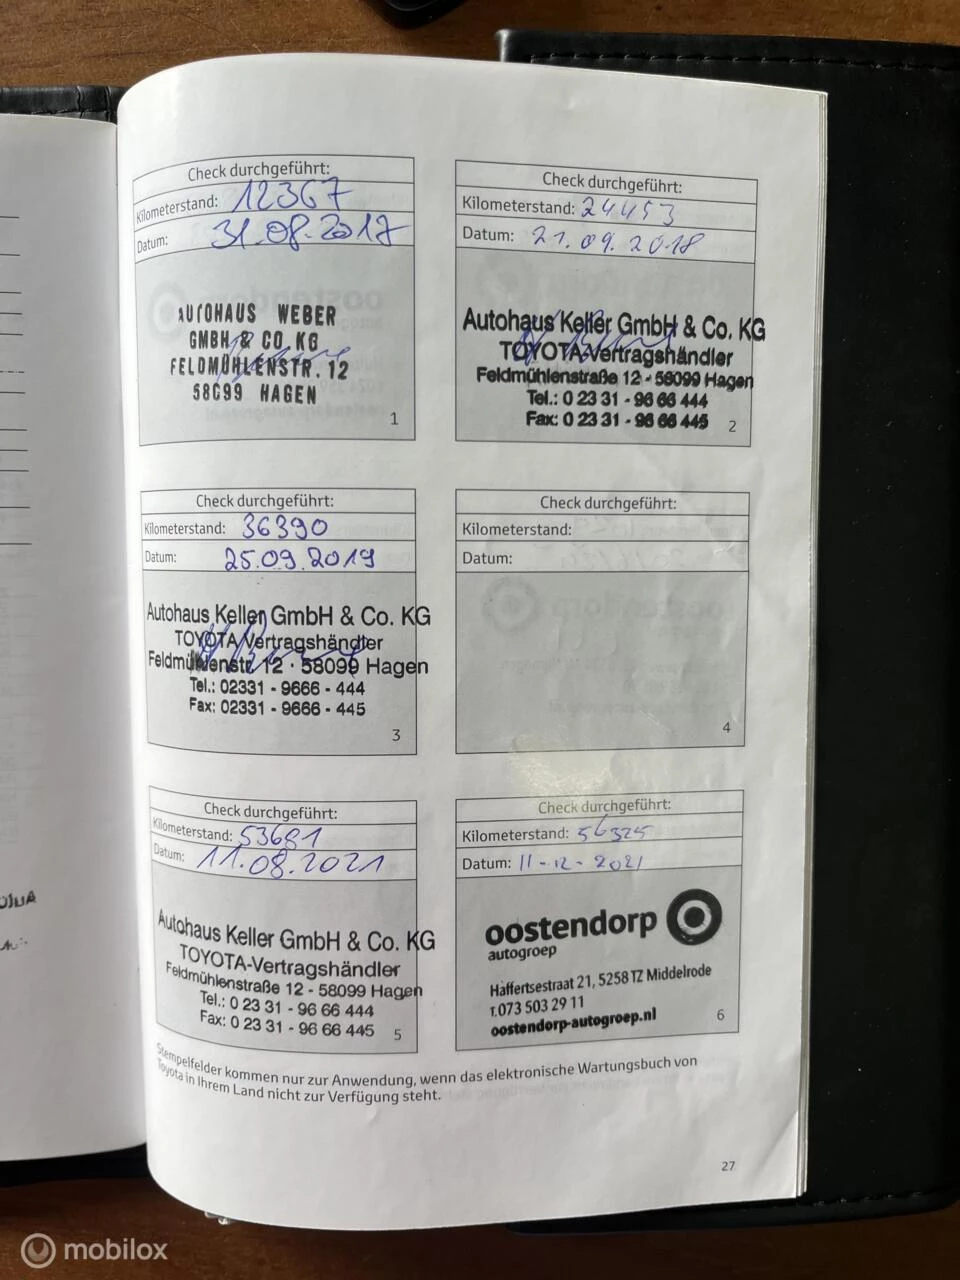 Check durchgeführt:
Kilometerstand: 12367
Datum: 31.08.2017
AUTOHAUS WEBER
GMBH & CO. KG
FELDMÜHLENSTR. 12
58099 HAGEN
1
Check durchgeführt:
Kilometerstand: 24453
Datum: 21.09.2018
Autohaus Keller GmbH & Co. KG
TOYOTA-Vertragshändler
Feldmühlenstraße 12 - 58099 Hagen
Tel.: 0 23 31 - 96 66 444
Fax: 0 23 31 - 96 66 445
2
Check durchgeführt:
Kilometerstand: 36390
Datum: 25.09.2019
Autohaus Keller GmbH & Co. KG
TOYOTA Vertragshändler
Feldmühlenstr. 12 · 58099 Hagen
Tel.: 02331 - 9666 - 444
Fax: 02331 - 9666 - 445
3
Check durchgeführt:
Kilometerstand:
Datum:
4
Check durchgeführt:
Kilometerstand: 53681
Datum: 11.08.2021
Autohaus Keller GmbH & Co. KG
TOYOTA-Vertragshändler
Feldmühlenstraße 12 - 58099 Hagen
Tel.: 0 23 31 - 96 66 444
Fax: 0 23 31 - 96 66 445
5
Check durchgeführt:
Kilometerstand: 56325
Datum: 11-12-2021
oostendorp
autogroep
Haffertsestraat 21, 5258 TZ Middelrode
T.073 503 29 11
oostendorp-autogroep.nl
6
Stempelfelder kommen nur zur Anwendung, wenn das elektronische Wartungsbuch von
Toyota in Ihrem Land nicht zur Verfügung steht.
27
mobilox